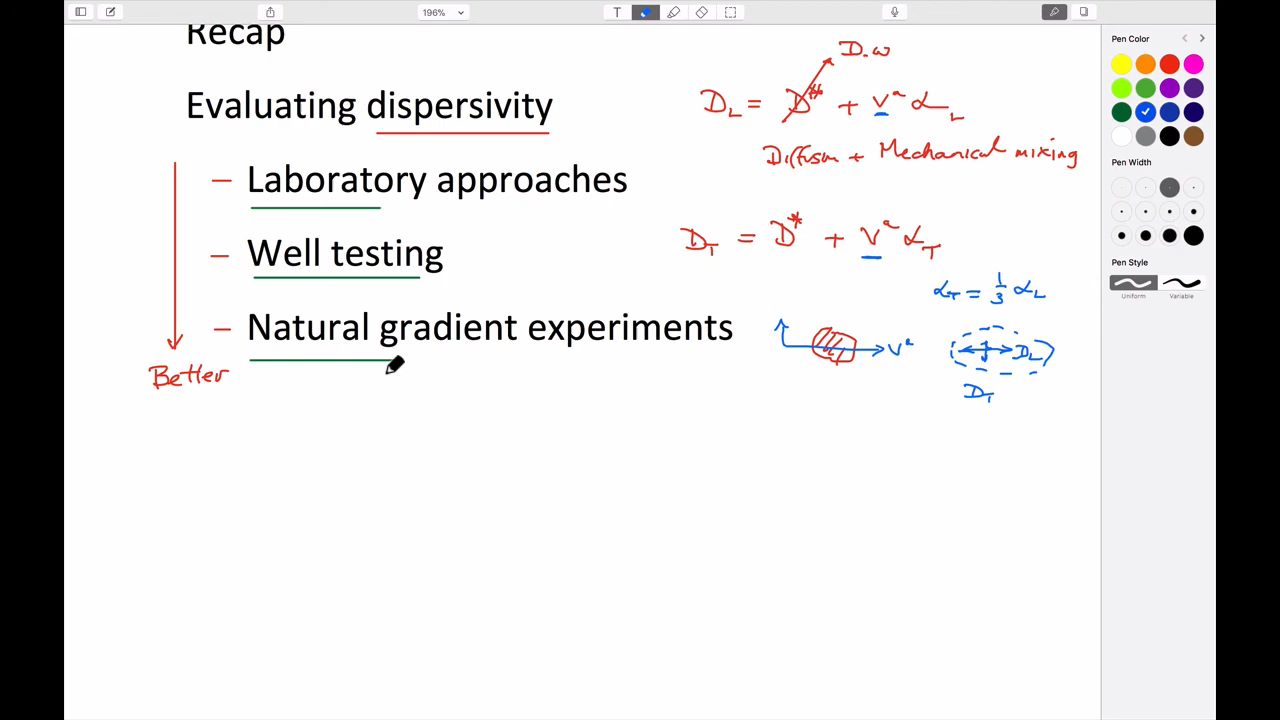 196%
T
Recap
Evaluating dispersivity
– Laboratory approaches
– Well testing
– Natural gradient experiments
Better
D.ω
D_L = D* + v^a α_L
Diffusion + Mechanical mixing
D_T = D* + v^a α_T
α_T = 1/3 α_L
v^a
D_L
D_T
Pen Color
Pen Width
Pen Style
Uniform
Variable